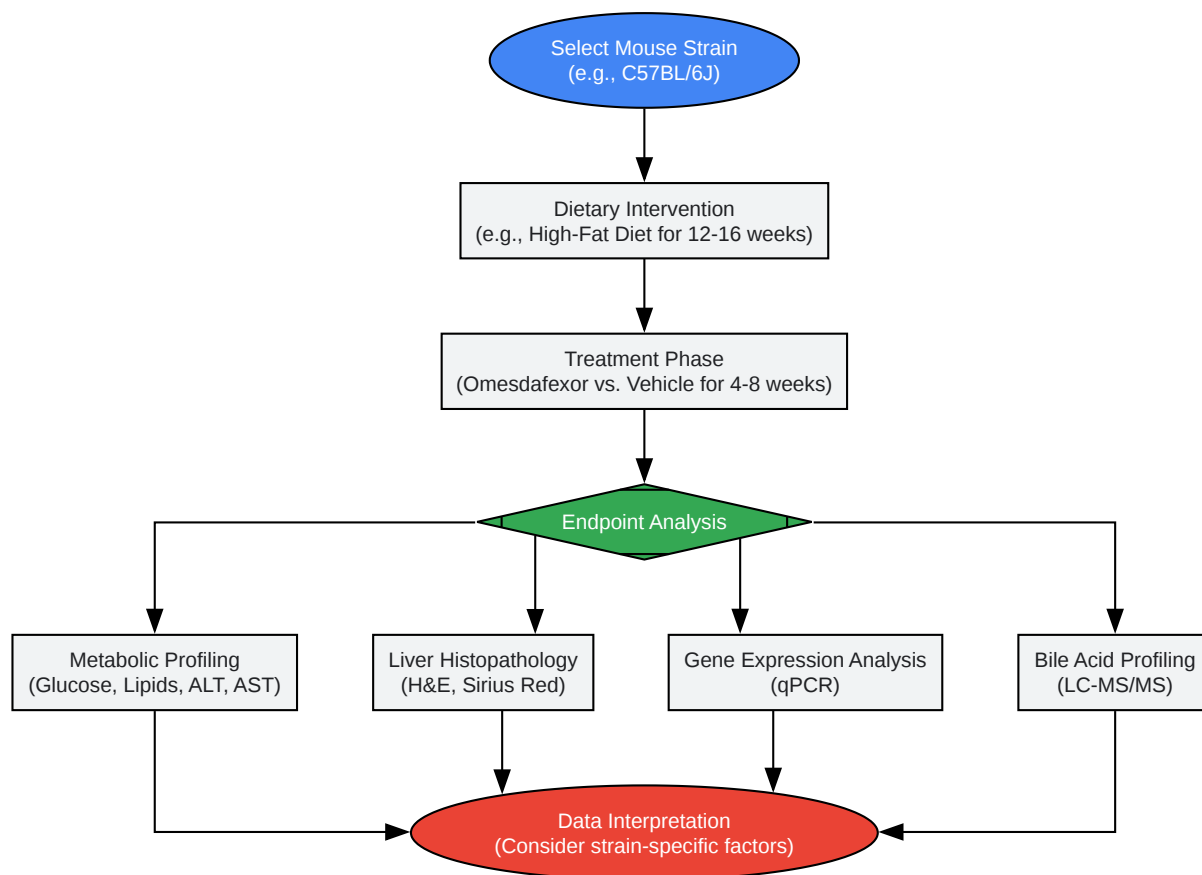 Select Mouse Strain
(e.g., C57BL/6J)
Dietary Intervention
(e.g., High-Fat Diet for 12-16 weeks)
Treatment Phase
(Omesdafexor vs. Vehicle for 4-8 weeks)
Endpoint Analysis
Metabolic Profiling
(Glucose, Lipids, ALT, AST)
Liver Histopathology
(H&E, Sirius Red)
Gene Expression Analysis
(qPCR)
Bile Acid Profiling
(LC-MS/MS)
Data Interpretation
(Consider strain-specific factors)